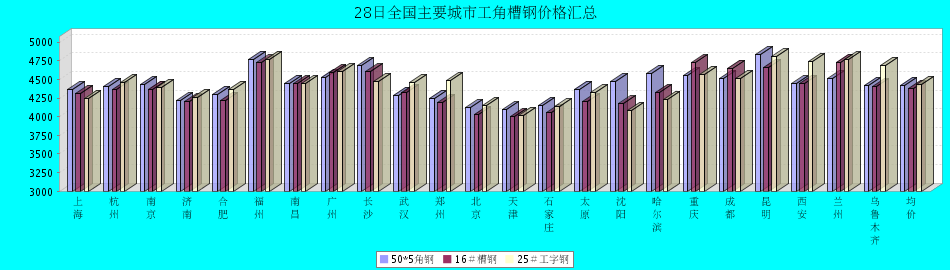 28日全国主要城市工角槽钢价格汇总
5000
4750
4500
4250
4000
3750
3500
3250
3000
上海
杭州
南京
济南
合肥
福州
南昌
广州
长沙
武汉
郑州
北京
天津
石家庄
太原
沈阳
哈尔滨
重庆
成都
昆明
西安
兰州
乌鲁木齐
均价
50*5角钢
16#槽钢
25#工字钢